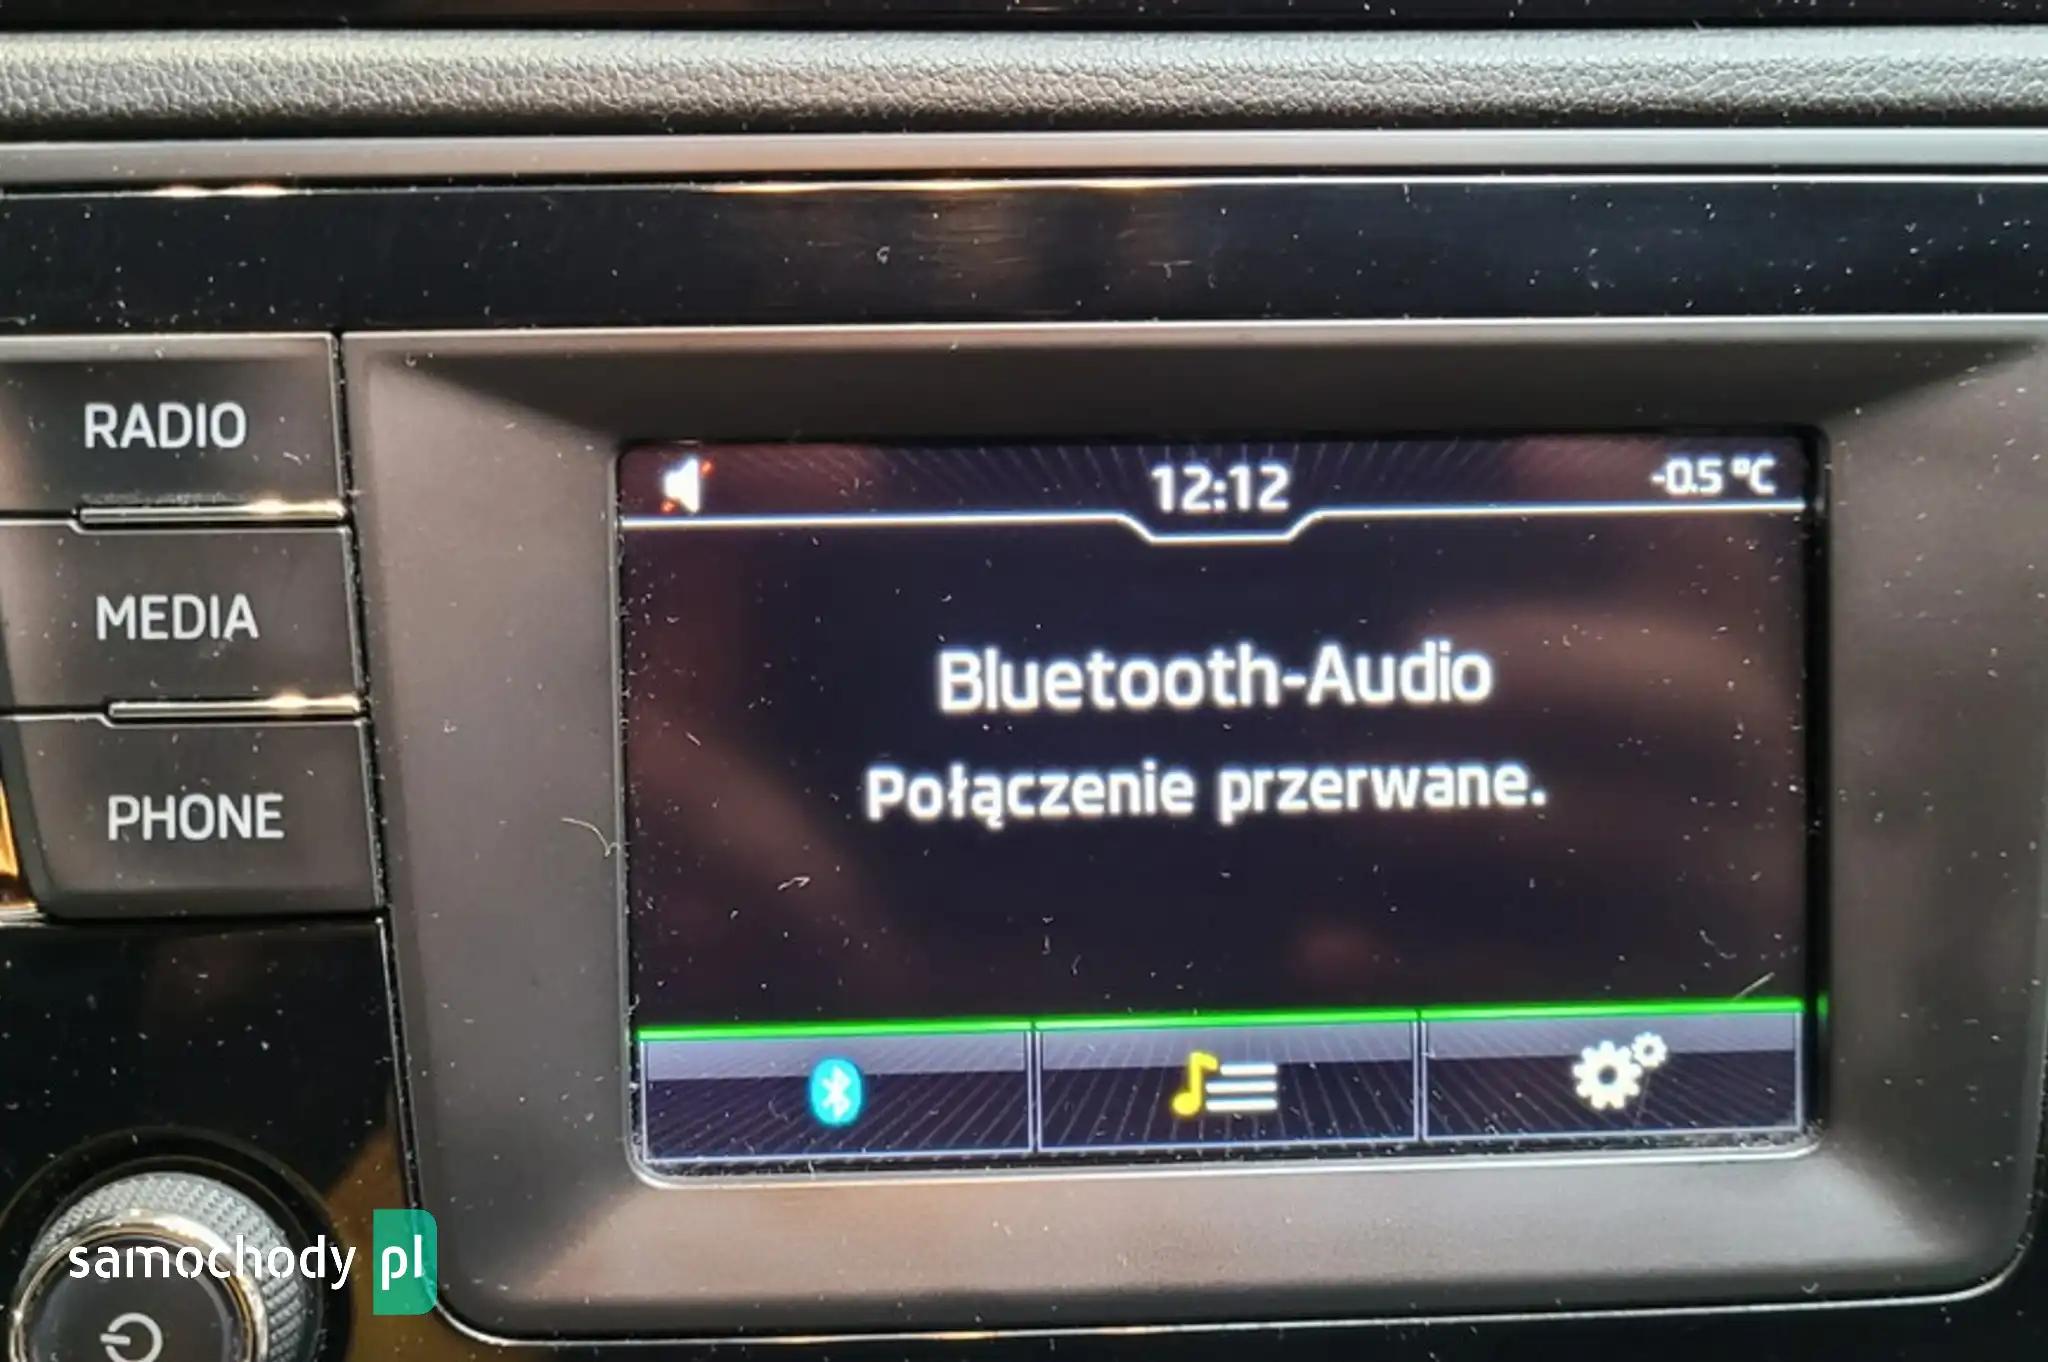 12:12
-0.5 °C
RADIO
MEDIA
PHONE
Bluetooth-Audio
Połączenie przerwane.
samochody pl